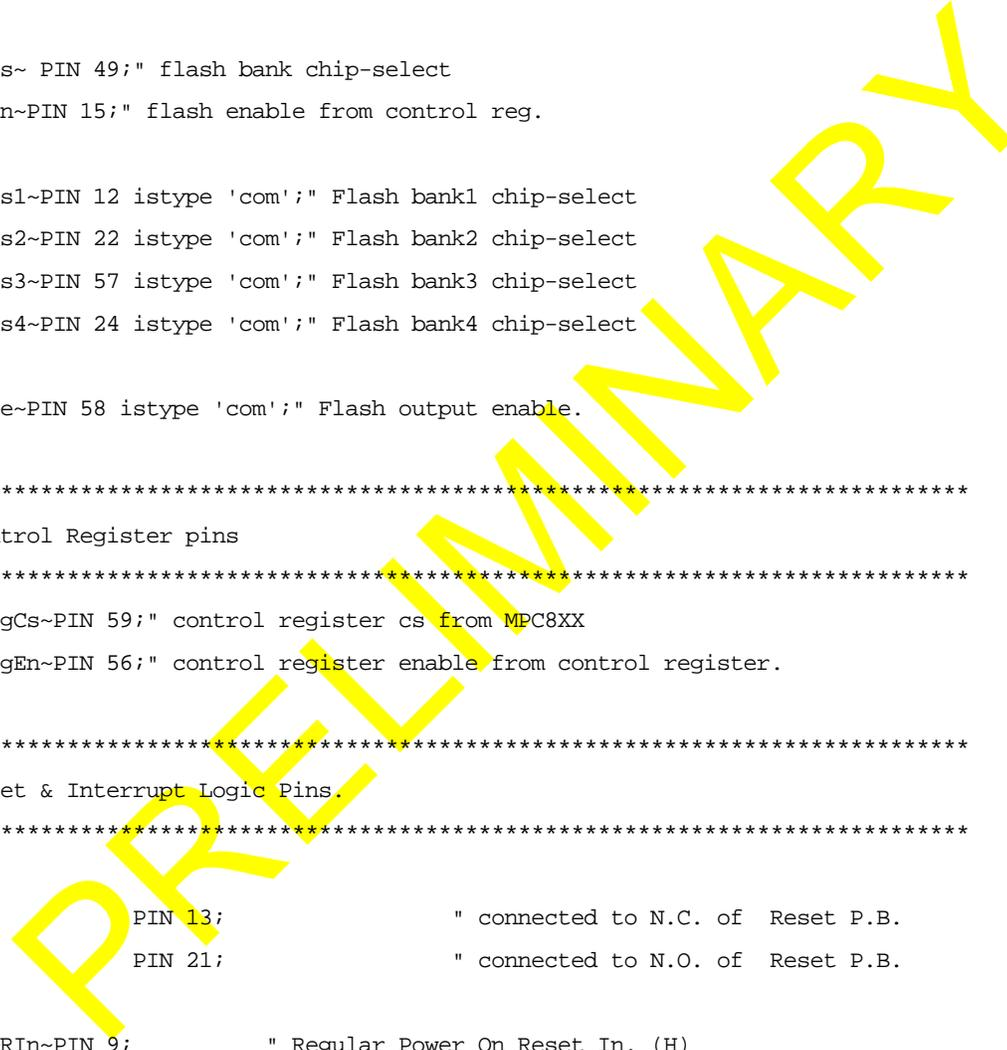 s~ PIN 49;" flash bank chip-select
n~PIN 15;" flash enable from control reg.
s1~PIN 12 istype 'com';" Flash bank1 chip-select
s2~PIN 22 istype 'com';" Flash bank2 chip-select
s3~PIN 57 istype 'com';" Flash bank3 chip-select
s4~PIN 24 istype 'com';" Flash bank4 chip-select
e~PIN 58 istype 'com';" Flash output enable.
*************************************************************************
trol Register pins
*************************************************************************
gCs~PIN 59;" control register cs from MPC8XX
gEn~PIN 56;" control register enable from control register.
*************************************************************************
et & Interrupt Logic Pins.
*************************************************************************
PIN 13; " connected to N.C. of Reset P.B.
PIN 21; " connected to N.O. of Reset P.B.
RIn~PIN 9; " Regular Power On Reset In. (H)
PRELIMINARY